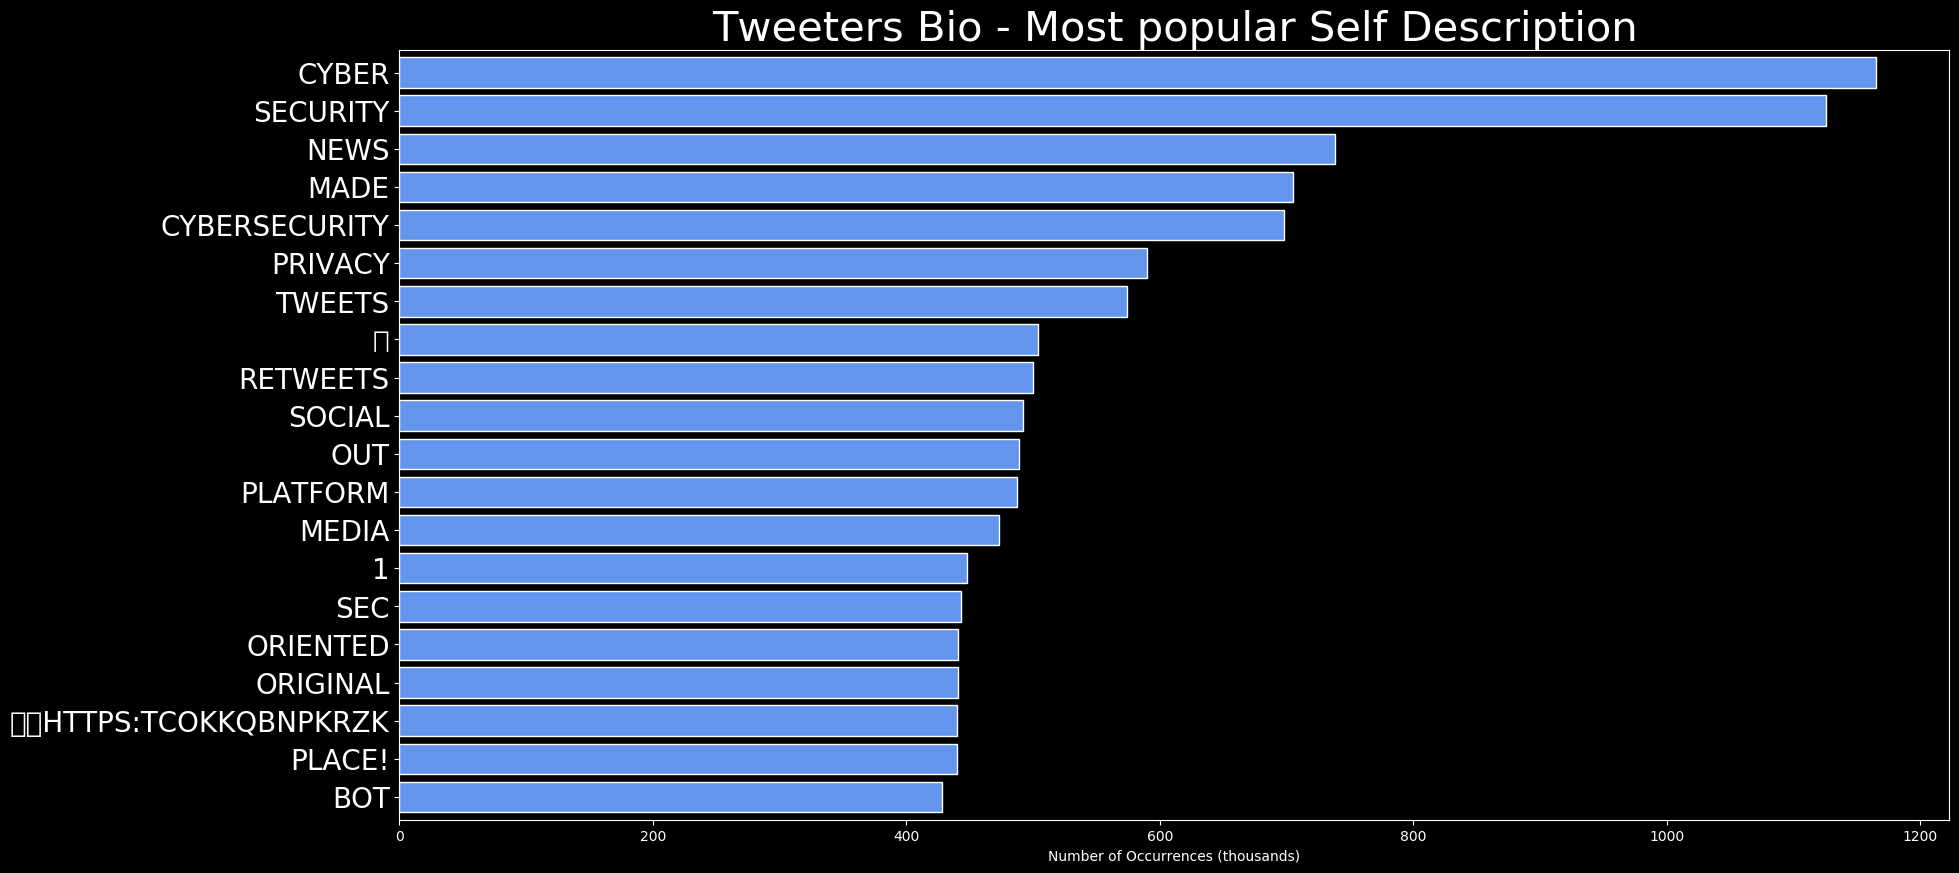 Tweeters Bio - Most popular Self Description
CYBER
SECURITY
NEWS
MADE
CYBERSECURITY
PRIVACY
TWEETS
RETWEETS
SOCIAL
OUT
PLATFORM
MEDIA
1
SEC
ORIENTED
ORIGINAL
HTTPS:TCOKKQBNPKRZK
PLACE!
BOT
0 200 400 600 800 1000 1200
Number of Occurrences (thousands)